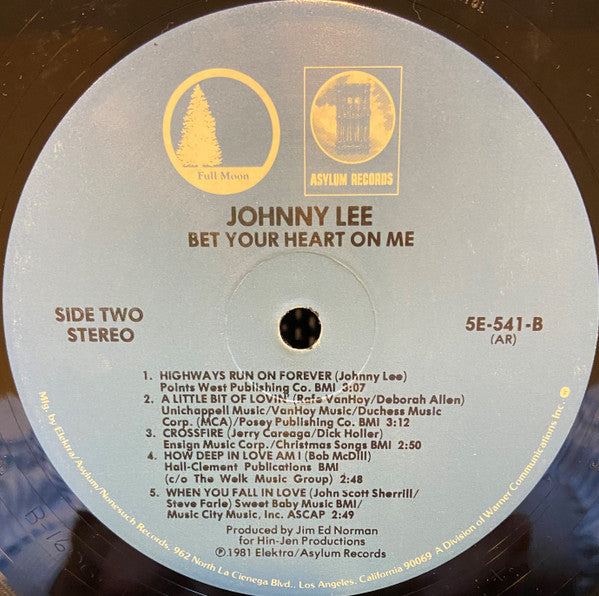 Full Moon
ASYLUM RECORDS
JOHNNY LEE
BET YOUR HEART ON ME
SIDE TWO
STEREO
5E-541-B
(AR)
1. HIGHWAYS RUN ON FOREVER (Johnny Lee)
Points West Publishing Co. BMI 3:07
2. A LITTLE BIT OF LOVIN' (Rafe VanHoy/Deborah Allen)
Unichappell Music/VanHoy Music/Duchess Music
Corp. (MCA)/Posey Publishing Co. BMI 3:12
3. CROSSFIRE (Jerry Careaga/Dick Holler)
Ensign Music Corp./Christmas Songs BMI 2:50
4. HOW DEEP IN LOVE AM I (Bob McDill)
Hall-Clement Publications BMI
(c/o The Welk Music Group) 2:48
5. WHEN YOU FALL IN LOVE (John Scott Sherrill/
Steve Earle) Sweet Baby Music BMI/
Music City Music, Inc. ASCAP 2:49
Produced by Jim Ed Norman
for Hin-Jen Productions
℗1981 Elektra/Asylum Records
Mfg. by Elektra/Asylum/Nonesuch Records, 962 North La Cienega Blvd., Los Angeles, California 90069 A Division of Warner Communications Inc.